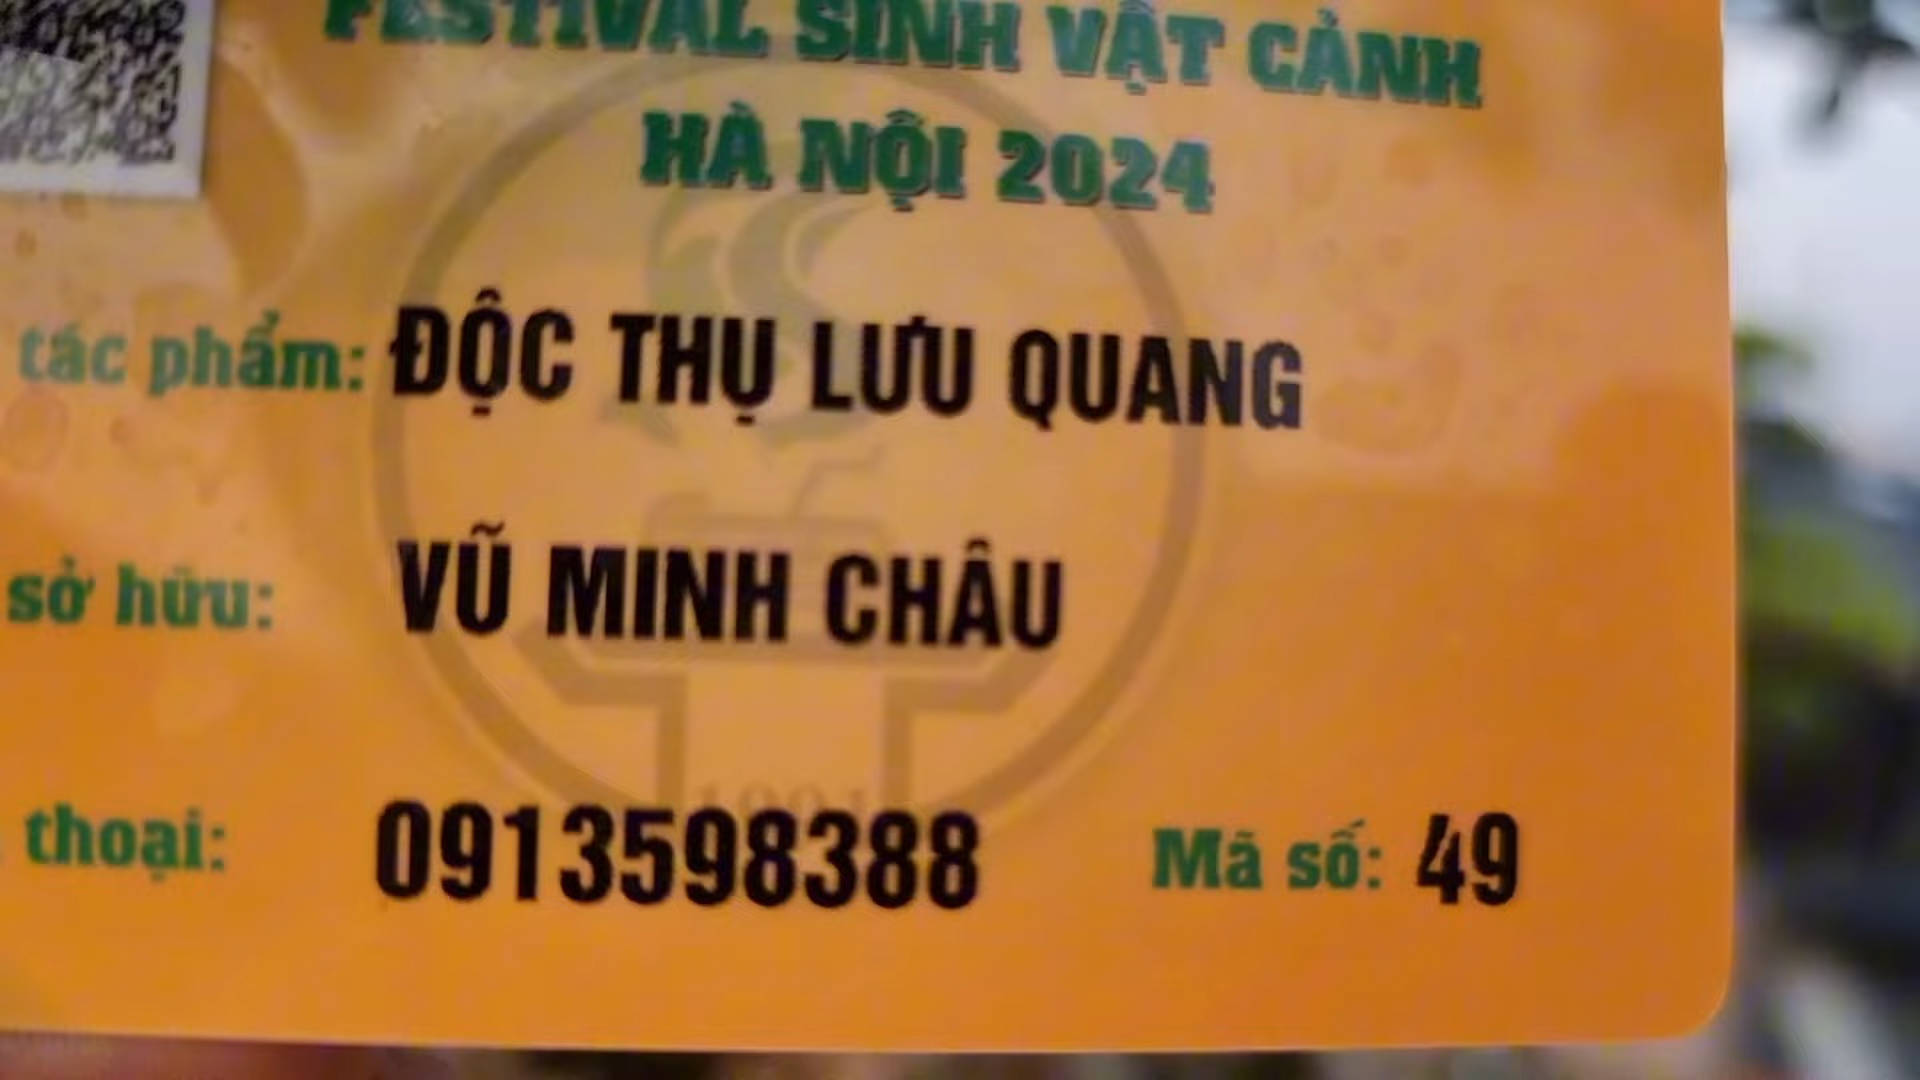 FESTIVAL SINH VẬT CẢNH
HÀ NỘI 2024
tác phẩm: ĐỘC THỤ LƯU QUANG
sở hữu: VŨ MINH CHÂU
thoại: 0913598388 Mã số: 49